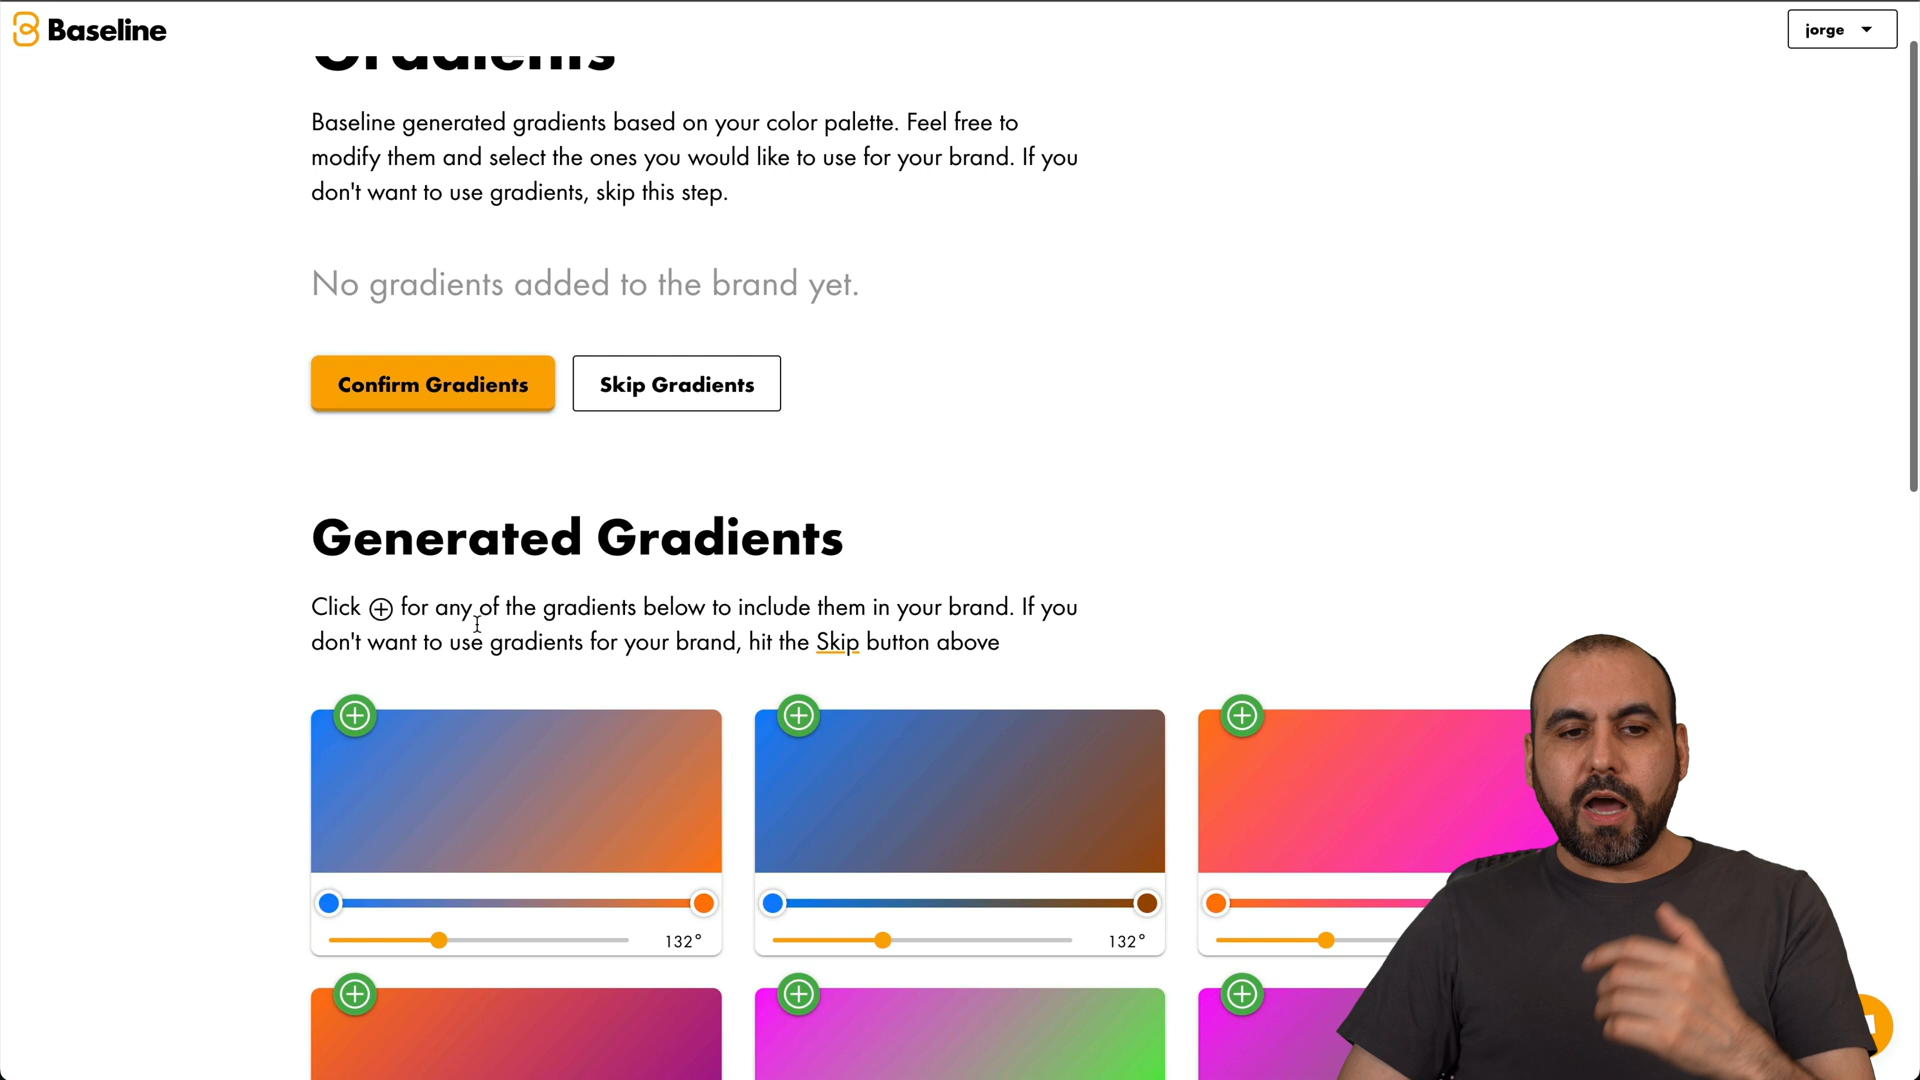 Baseline
jorge
Gradients
Baseline generated gradients based on your color palette. Feel free to
modify them and select the ones you would like to use for your brand. If you
don't want to use gradients, skip this step.
No gradients added to the brand yet.
Confirm Gradients
Skip Gradients
Generated Gradients
Click ⊕ for any of the gradients below to include them in your brand. If you
don't want to use gradients for your brand, hit the Skip button above
132°
132°